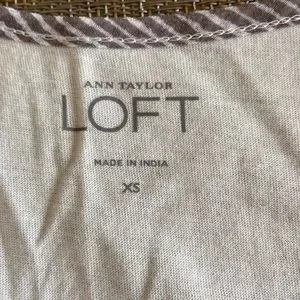 ANN TAYLOR
LOFT
MADE IN INDIA
XS